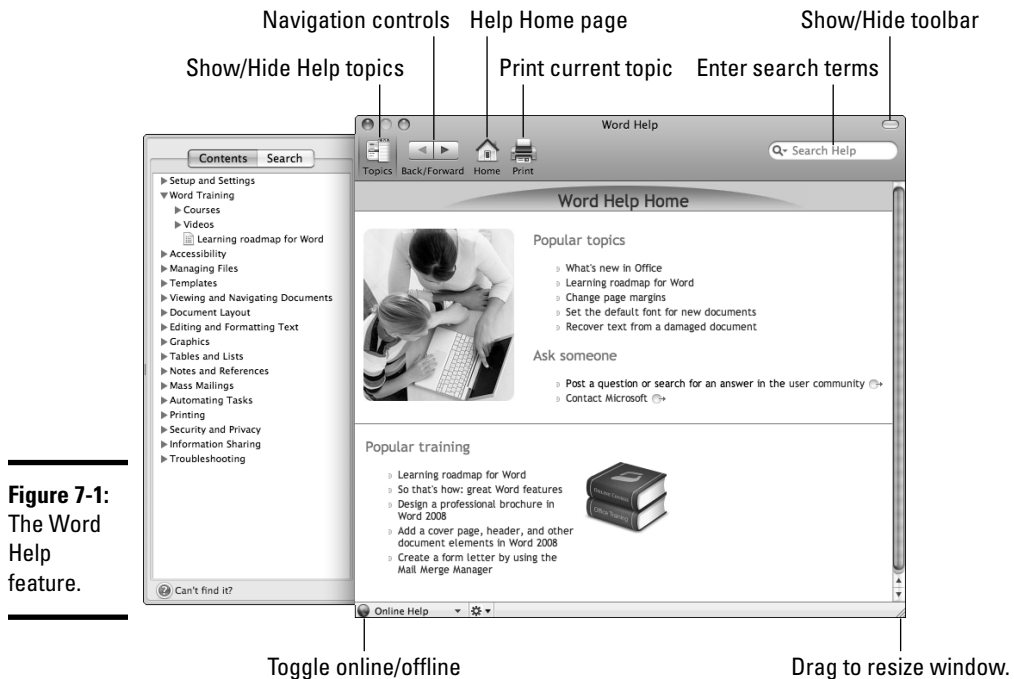 Navigation controls
Help Home page
Show/Hide toolbar
Show/Hide Help topics
Print current topic
Enter search terms
Word Help
Topics
Back/Forward
Home
Print
Search Help
Contents
Search
Setup and Settings
Word Training
Courses
Videos
Learning roadmap for Word
Accessibility
Managing Files
Templates
Viewing and Navigating Documents
Document Layout
Editing and Formatting Text
Graphics
Tables and Lists
Notes and References
Mass Mailings
Automating Tasks
Printing
Security and Privacy
Information Sharing
Troubleshooting
Can't find it?
Word Help Home
Popular topics
What's new in Office
Learning roadmap for Word
Change page margins
Set the default font for new documents
Recover text from a damaged document
Ask someone
Post a question or search for an answer in the user community
Contact Microsoft
Popular training
Learning roadmap for Word
So that's how: great Word features
Design a professional brochure in
Word 2008
Add a cover page, header, and other
document elements in Word 2008
Create a form letter by using the
Mail Merge Manager
Office Training
Online Help
Figure 7-1:
The Word
Help
feature.
Toggle online/offline
Drag to resize window.